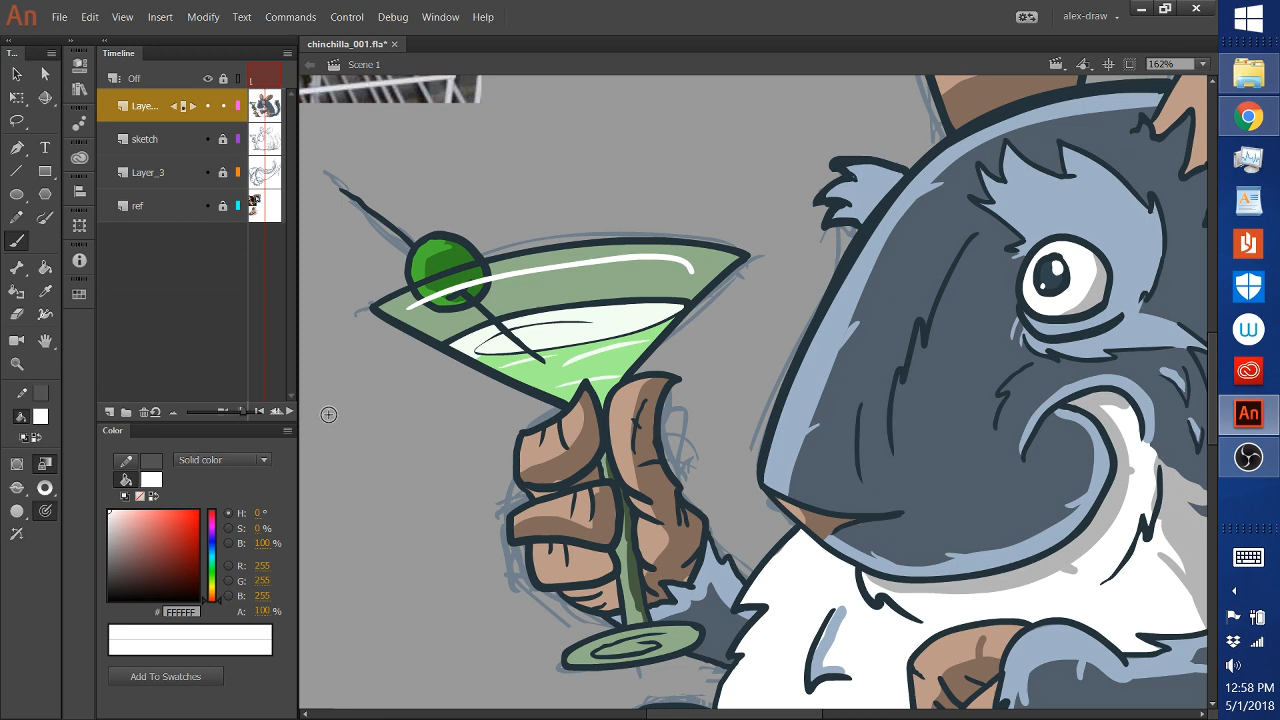 An File Edit View Insert Modify Text Commands Control Debug Window Help alex-draw
T...
Timeline
chinchilla_001.fla*
Off
1
Scene 1
162%
Laye...
sketch
Layer_3
ref
T
Color
Solid color
H: 0 °
S: 0 %
B: 100 %
R: 255
G: 255
B: 255
A: 100 %
# FFFFFF
Add To Swatches
An
12:58 PM
5/1/2018